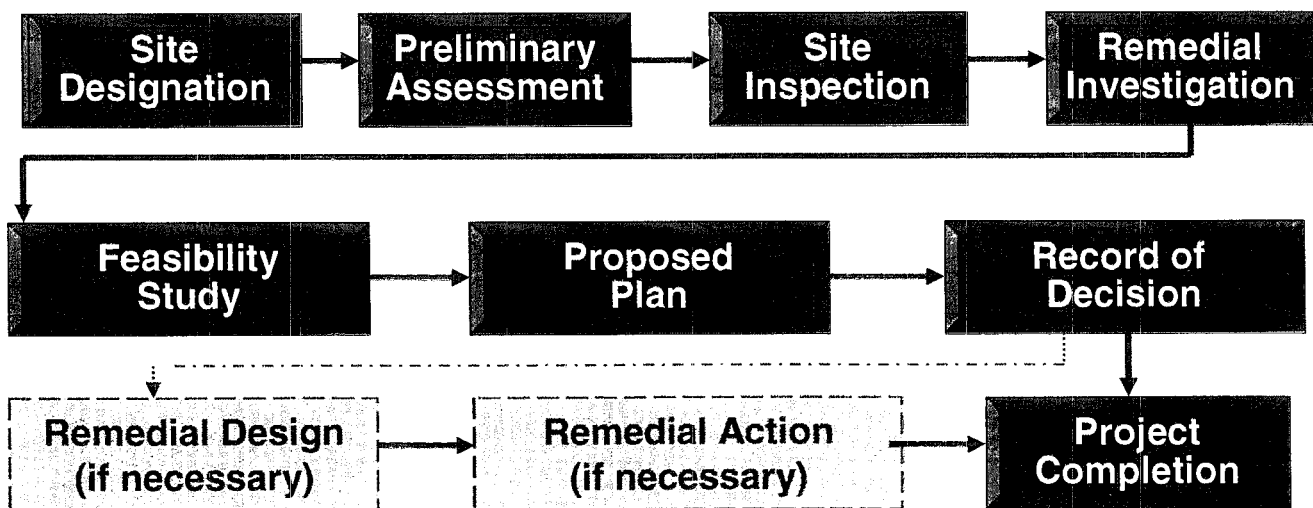 Site
Designation
Preliminary
Assessment
Site
Inspection
Remedial
Investigation
Feasibility
Study
Proposed
Plan
Record of
Decision
Remedial Design
(if necessary)
Remedial Action
(if necessary)
Project
Completion